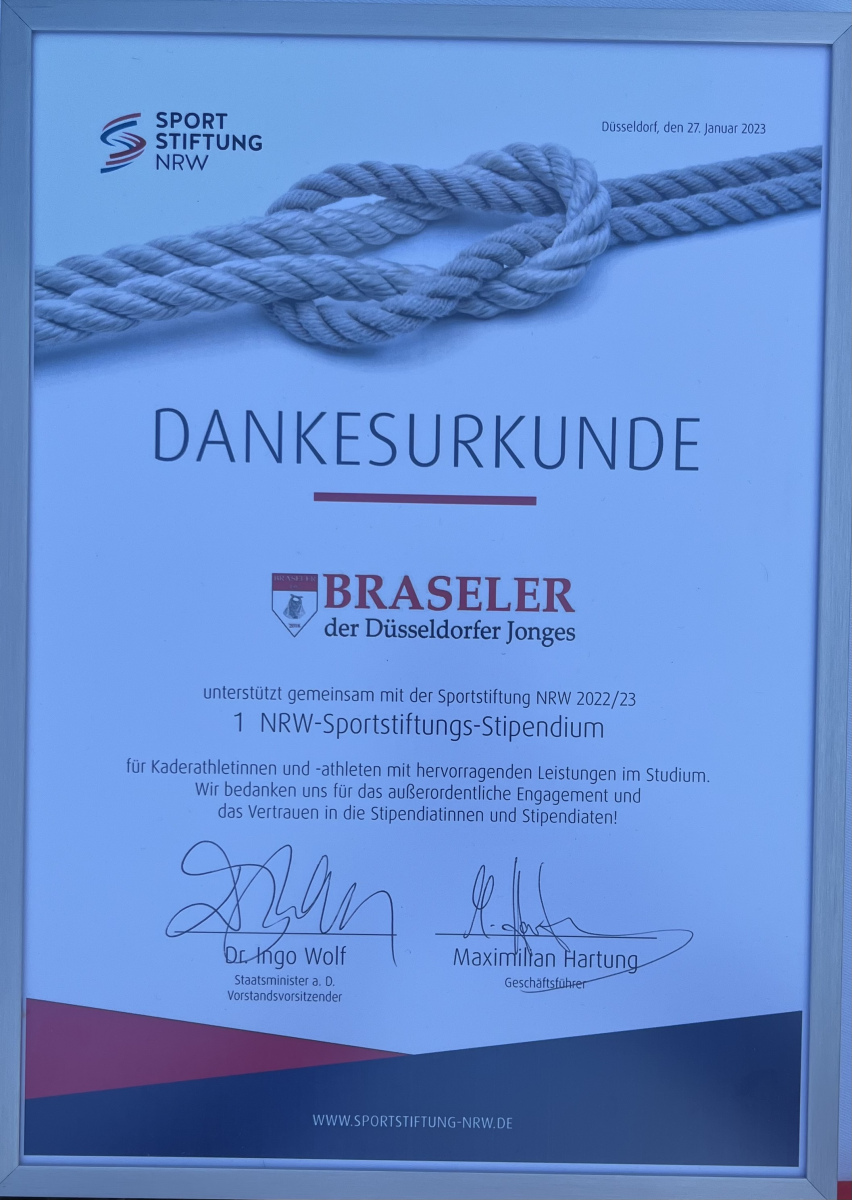 SPORT
STIFTUNG
NRW
Düsseldorf, den 27. Januar 2023
DANKESURKUNDE
BRASELER
BRASELER
der Düsseldorfer Jonges
unterstützt gemeinsam mit der Sportstiftung NRW 2022/23
1 NRW-Sportstiftungs-Stipendium
für Kaderathletinnen und -athleten mit hervorragenden Leistungen im Studium.
Wir bedanken uns für das außerordentliche Engagement und
das Vertrauen in die Stipendiatinnen und Stipendiaten!
Dr. Ingo Wolf
Staatsminister a. D.
Vorstandsvorsitzender
Maximilian Hartung
Geschäftsführer
WWW.SPORTSTIFTUNG-NRW.DE